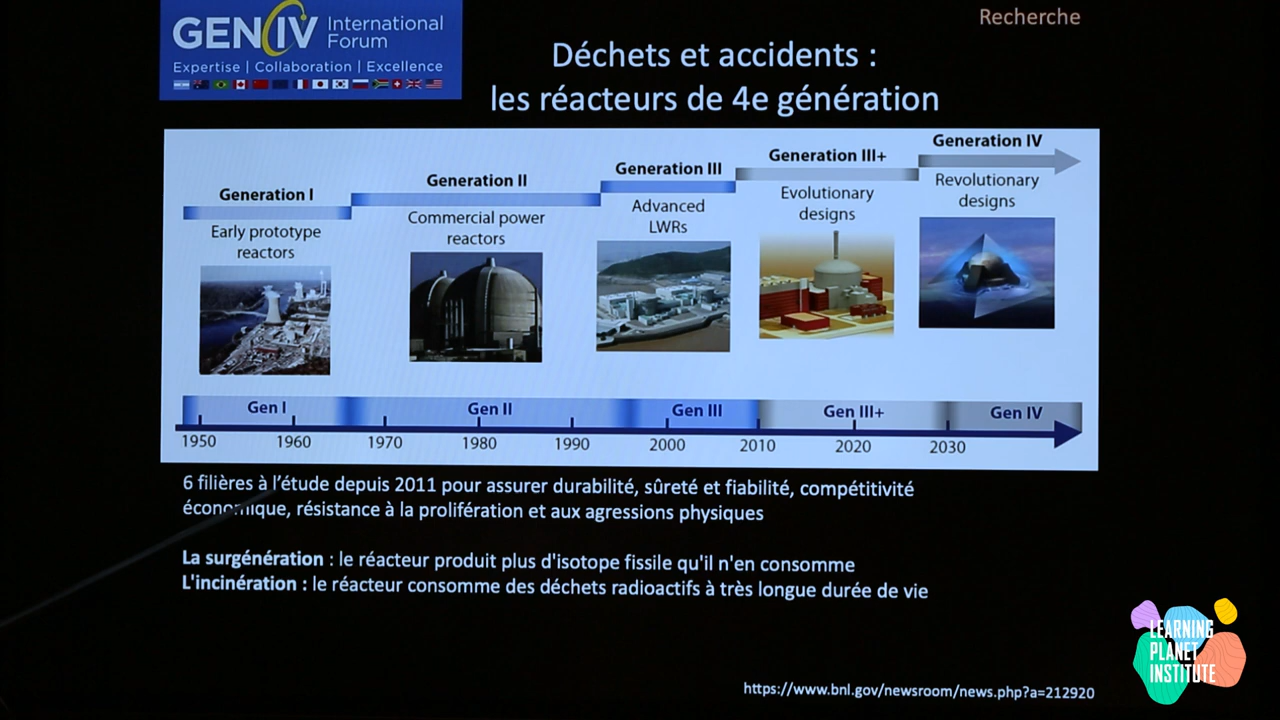 GEN IV International
Forum
Expertise | Collaboration | Excellence
Recherche
Déchets et accidents :
les réacteurs de 4e génération
Generation I
Early prototype
reactors
Generation II
Commercial power
reactors
Generation III
Advanced
LWRs
Generation III+
Evolutionary
designs
Generation IV
Revolutionary
designs
Gen I
Gen II
Gen III
Gen III+
Gen IV
1950
1960
1970
1980
1990
2000
2010
2020
2030
6 filières à l'étude depuis 2011 pour assurer durabilité, sûreté et fiabilité, compétitivité
économique, résistance à la prolifération et aux agressions physiques
La surgénération : le réacteur produit plus d'isotope fissile qu'il n'en consomme
L'incinération : le réacteur consomme des déchets radioactifs à très longue durée de vie
https://www.bnl.gov/newsroom/news.php?a=212920
LEARNING
PLANET
INSTITUTE